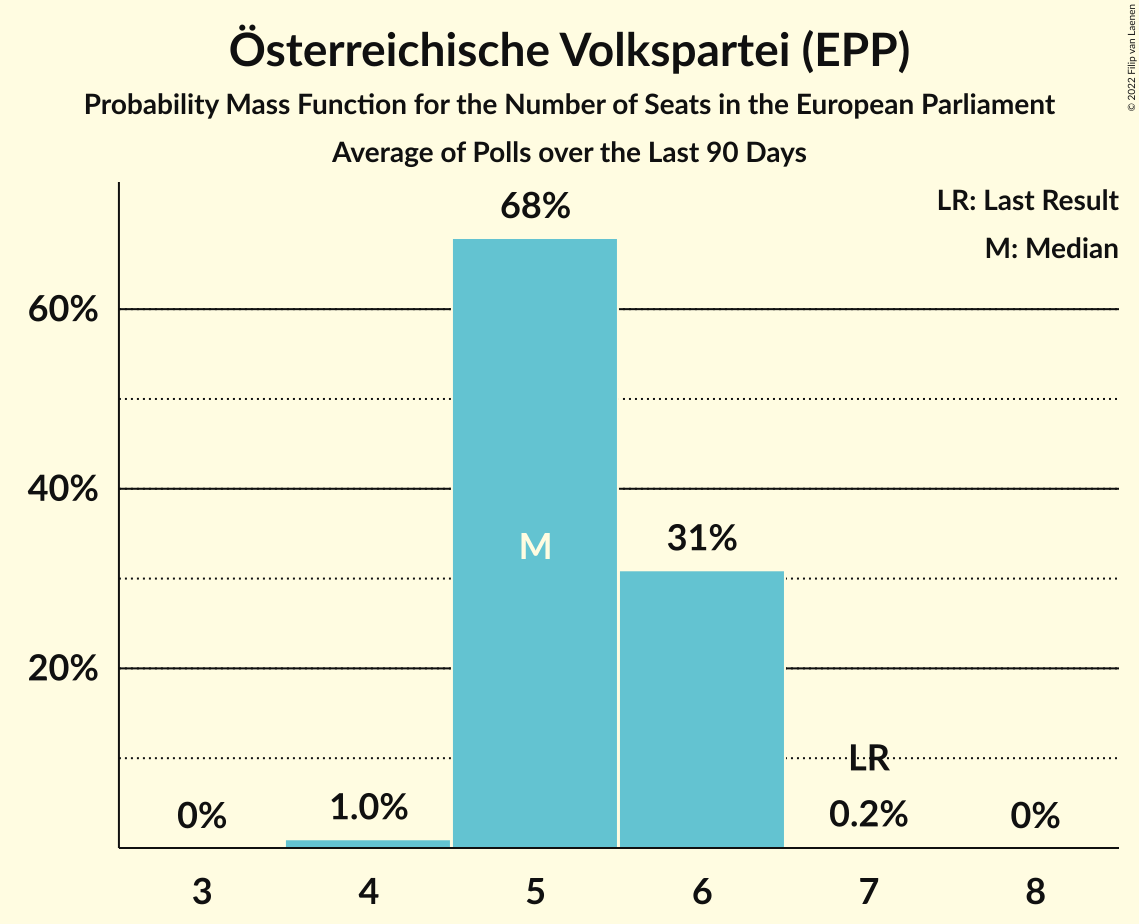 Österreichische Volkspartei (EPP)
Probability Mass Function for the Number of Seats in the European Parliament
Average of Polls over the Last 90 Days
© 2022 Filip van Laenen
LR: Last Result
M: Median
68%
60%
40%
31%
M
20%
LR
0%
1.0%
0.2%
0%
3 4 5 6 7 8